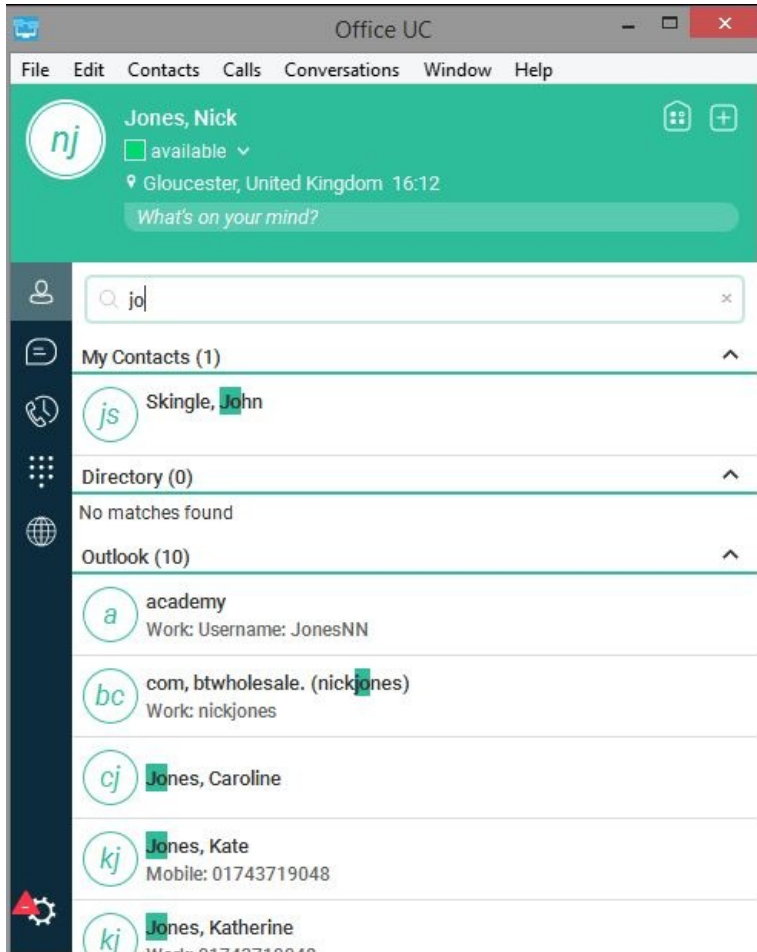 Office UC
File Edit Contacts Calls Conversations Window Help
nj
Jones, Nick
available
Gloucester, United Kingdom 16:12
What's on your mind?
jo
My Contacts (1)
js
Skingle, John
Directory (0)
No matches found
Outlook (10)
a
academy
Work: Username: JonesNN
bc
com, btwholesale. (nickjones)
Work: nickjones
cj
Jones, Caroline
kj
Jones, Kate
Mobile: 01743719048
kj
Jones, Katherine